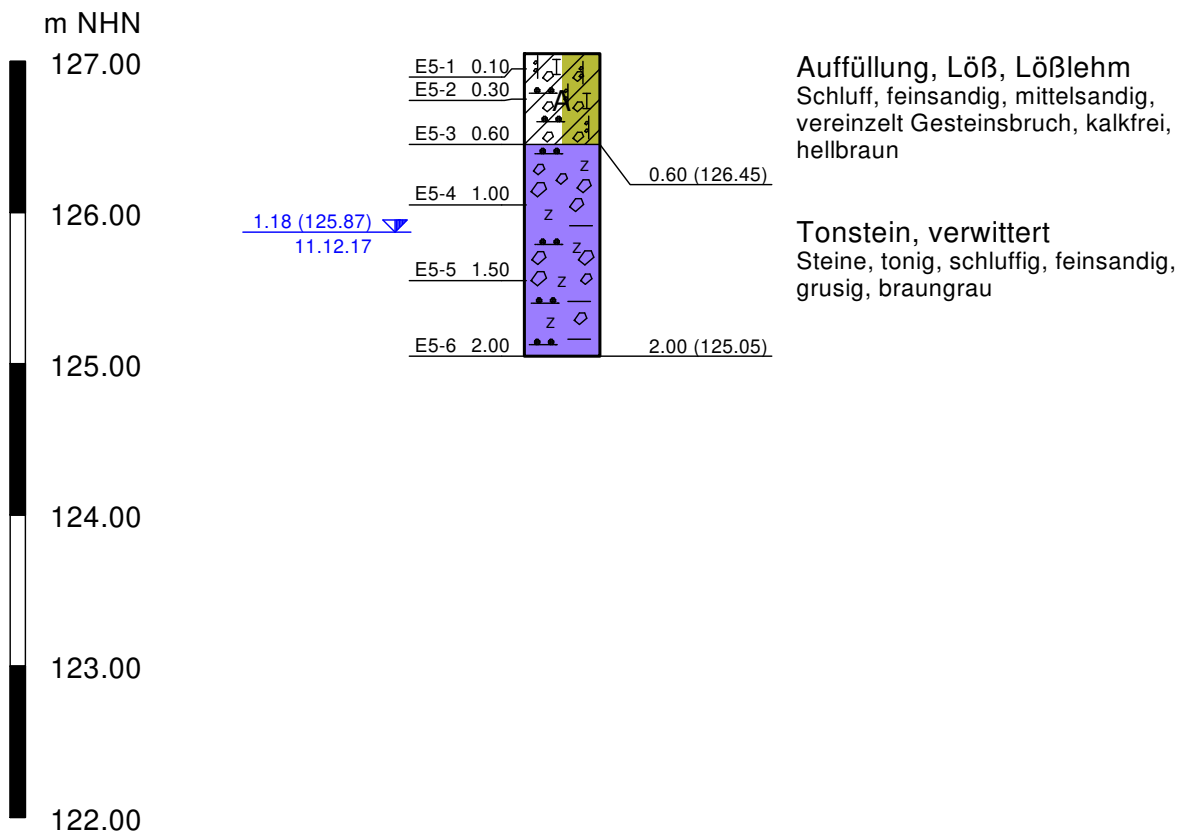 m NHN
127.00
126.00
125.00
124.00
123.00
122.00
1.18 (125.87)
11.12.17
E5-1 0.10
E5-2 0.30
E5-3 0.60
E5-4 1.00
E5-5 1.50
E5-6 2.00
A
z
z
z
z
z
0.60 (126.45)
2.00 (125.05)
Auffüllung, Löß, Lößlehm
Schluff, feinsandig, mittelsandig,
vereinzelt Gesteinsbruch, kalkfrei,
hellbraun
Tonstein, verwittert
Steine, tonig, schluffig, feinsandig,
grusig, braungrau